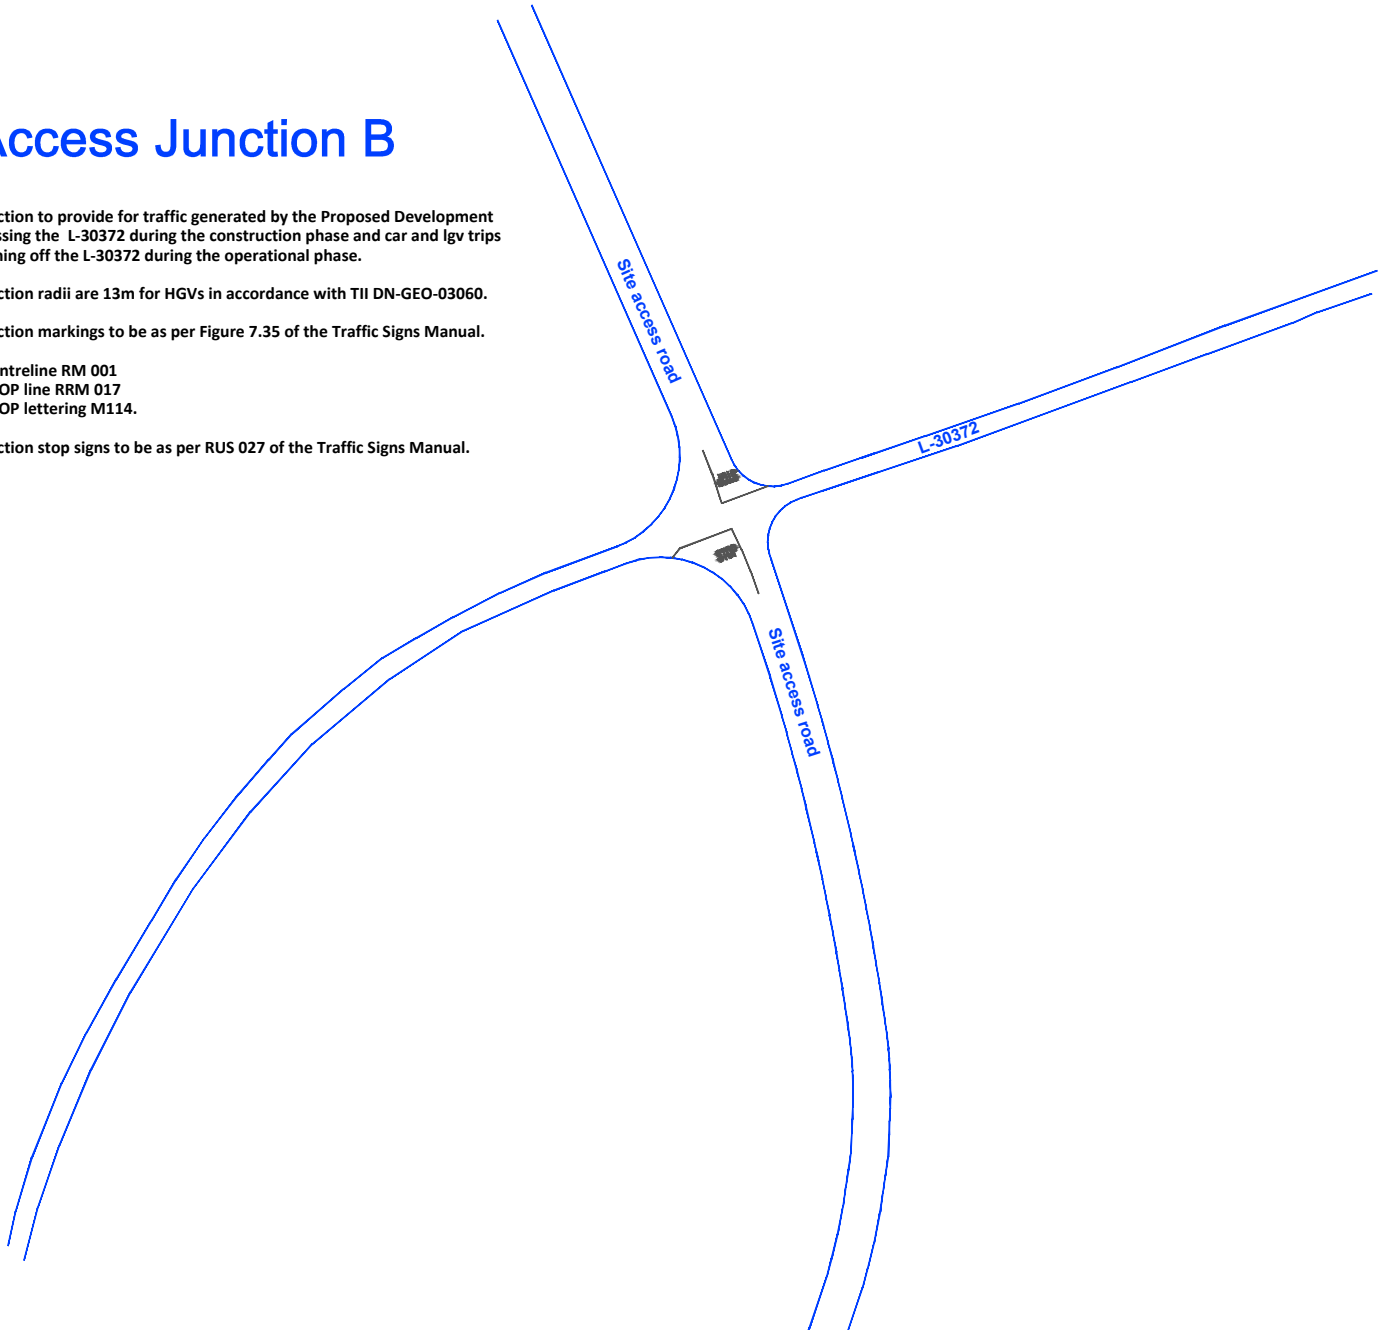 Access Junction B
ction to provide for traffic generated by the Proposed Development
ssing the L-30372 during the construction phase and car and lgv trips
ning off the L-30372 during the operational phase.
ction radii are 13m for HGVs in accordance with TII DN-GEO-03060.
ction markings to be as per Figure 7.35 of the Traffic Signs Manual.
ntreline RM 001
OP line RRM 017
OP lettering M114.
ction stop signs to be as per RUS 027 of the Traffic Signs Manual.
Site access road
L-30372
Site access road